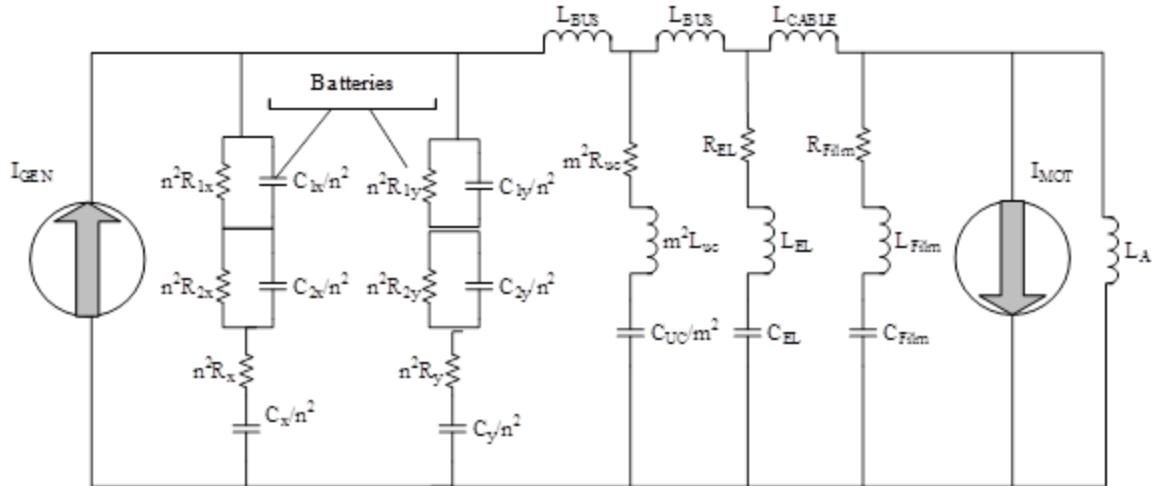 L_BUS L_BUS L_CABLE
Batteries
I_GEN
n²R_1x C_1x/n² n²R_1y C_1y/n²
m²R_uc R_EL R_Film
I_MOT
n²R_2x C_2x/n² n²R_2y C_2y/n²
m²L_uc L_EL L_Film L_A
C_UC/m² C_EL C_Film
n²R_x n²R_y
C_x/n² C_y/n²